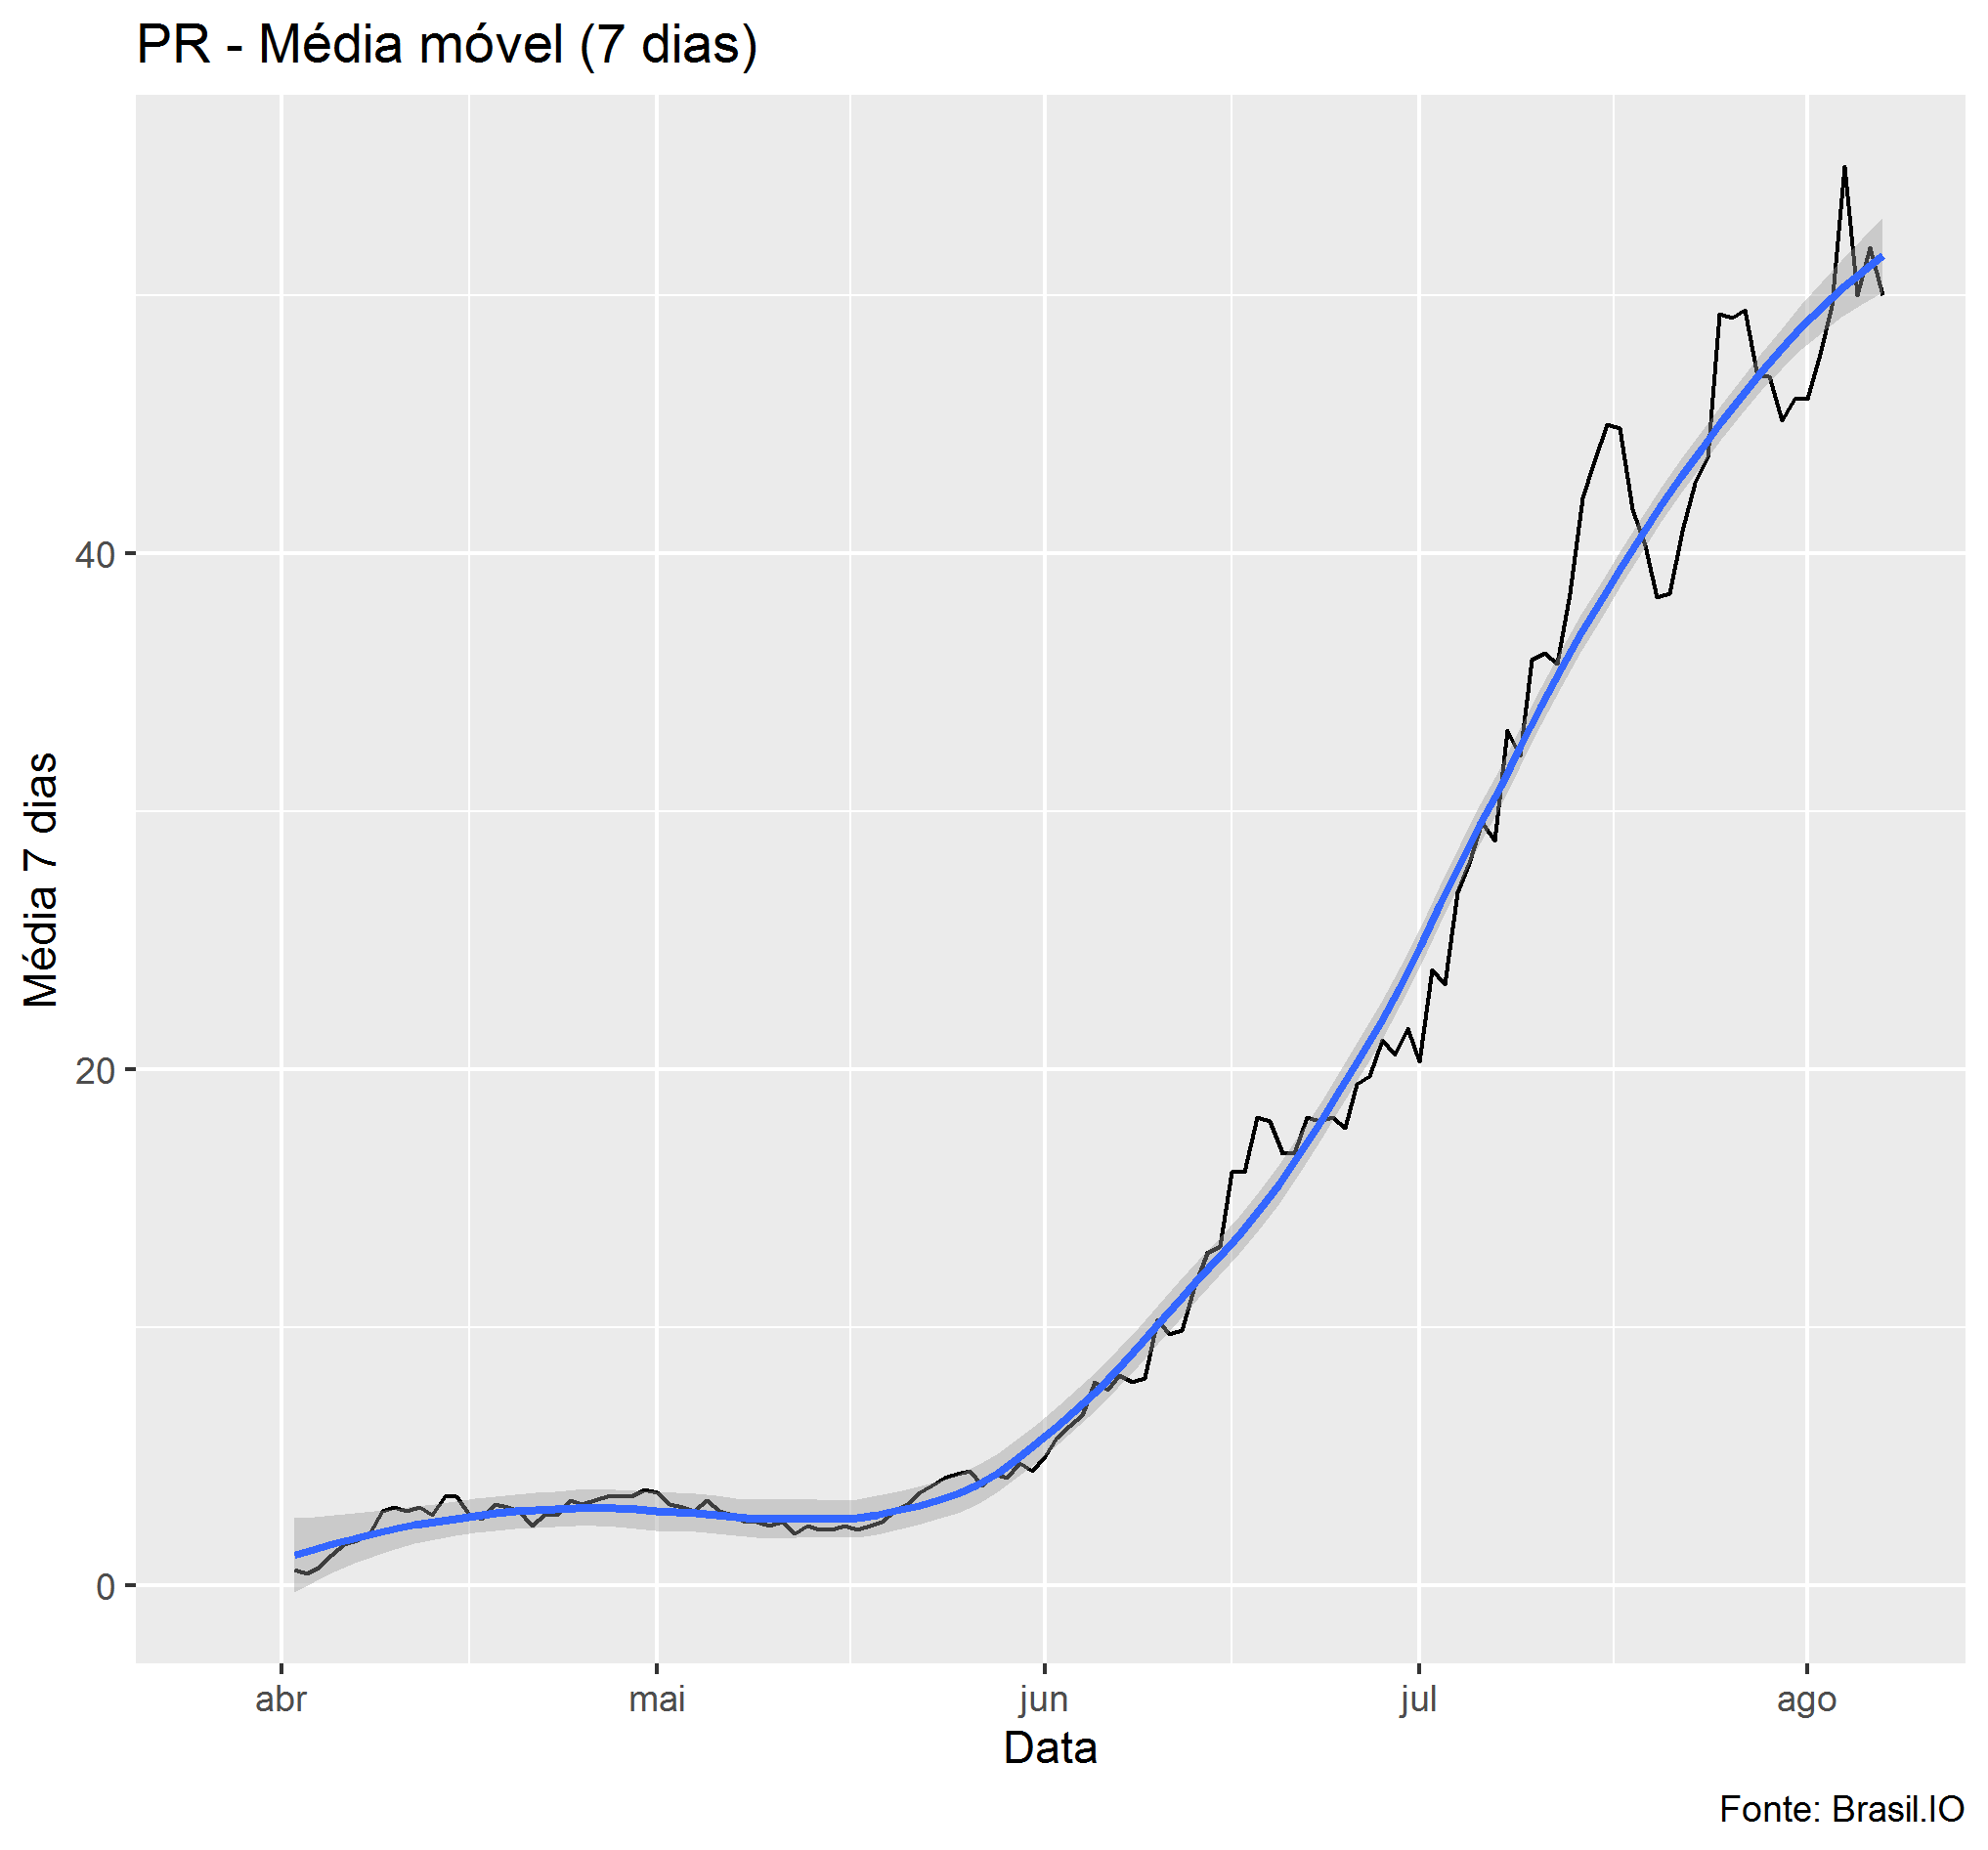 PR - Média móvel (7 dias)
Média 7 dias
40
20
0
abr mai jun jul ago
Data
Fonte: Brasil.IO